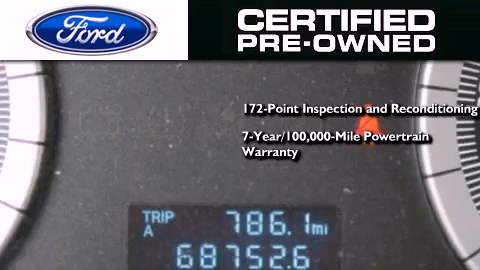 Ford
CERTIFIED
PRE-OWNED
172-Point Inspection and Reconditioning
7-Year/100,000-Mile Powertrain
Warranty
TRIP 786.1mi
A
68752.6